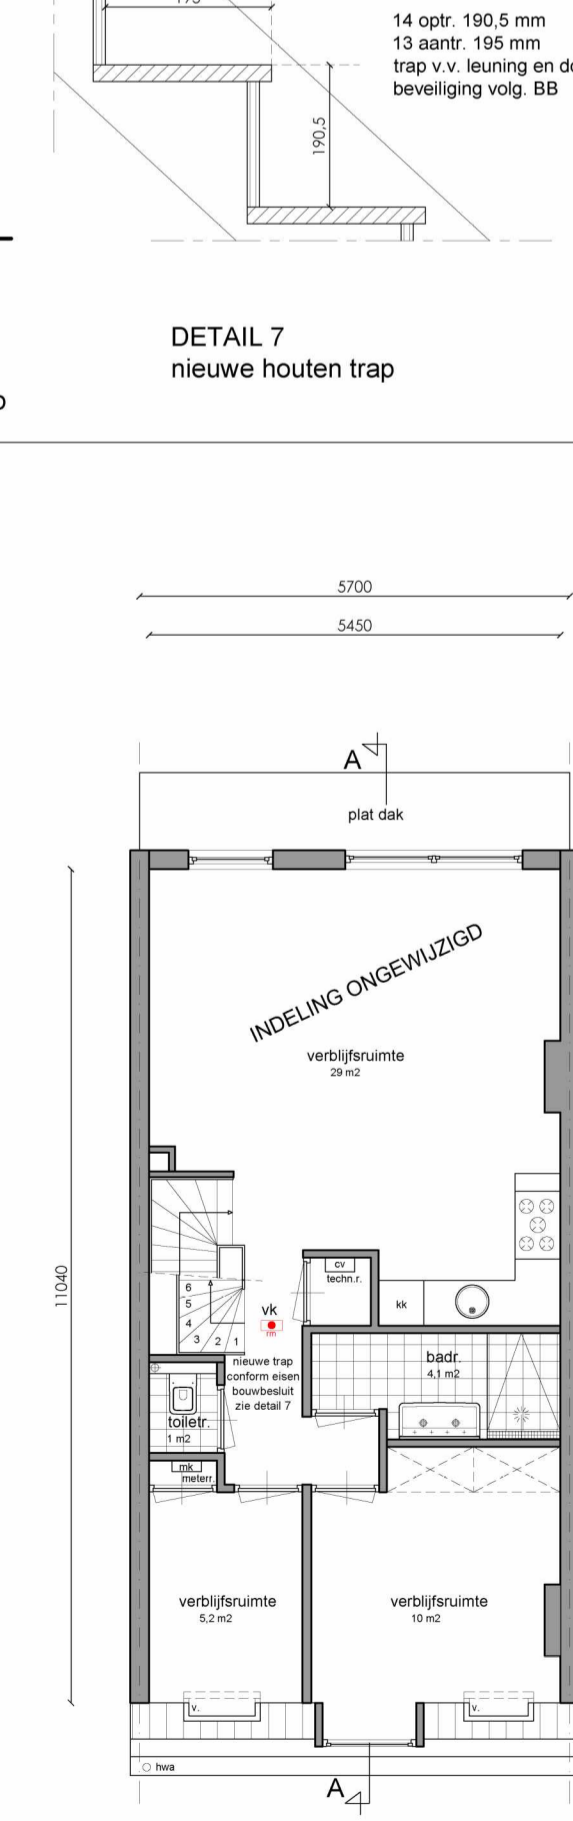 14 optr. 190,5 mm
13 aantr. 195 mm
trap v.v. leuning en
beveiliging volg. BB
190,5
DETAIL 7
nieuwe houten trap
5700
5450
A
plat dak
INDELING ONGEWIJZIGD
verblijfsruimte
29 m2
11040
cv
techn.r.
6
5
4
3 2 1
vk
rm
kk
nieuwe trap
conform eisen
bouwbesluit
zie detail 7
badr.
4,1 m2
toiletr.
1 m2
mk
meterr.
verblijfsruimte
5,2 m2
verblijfsruimte
10 m2
v.
v.
hwa
A